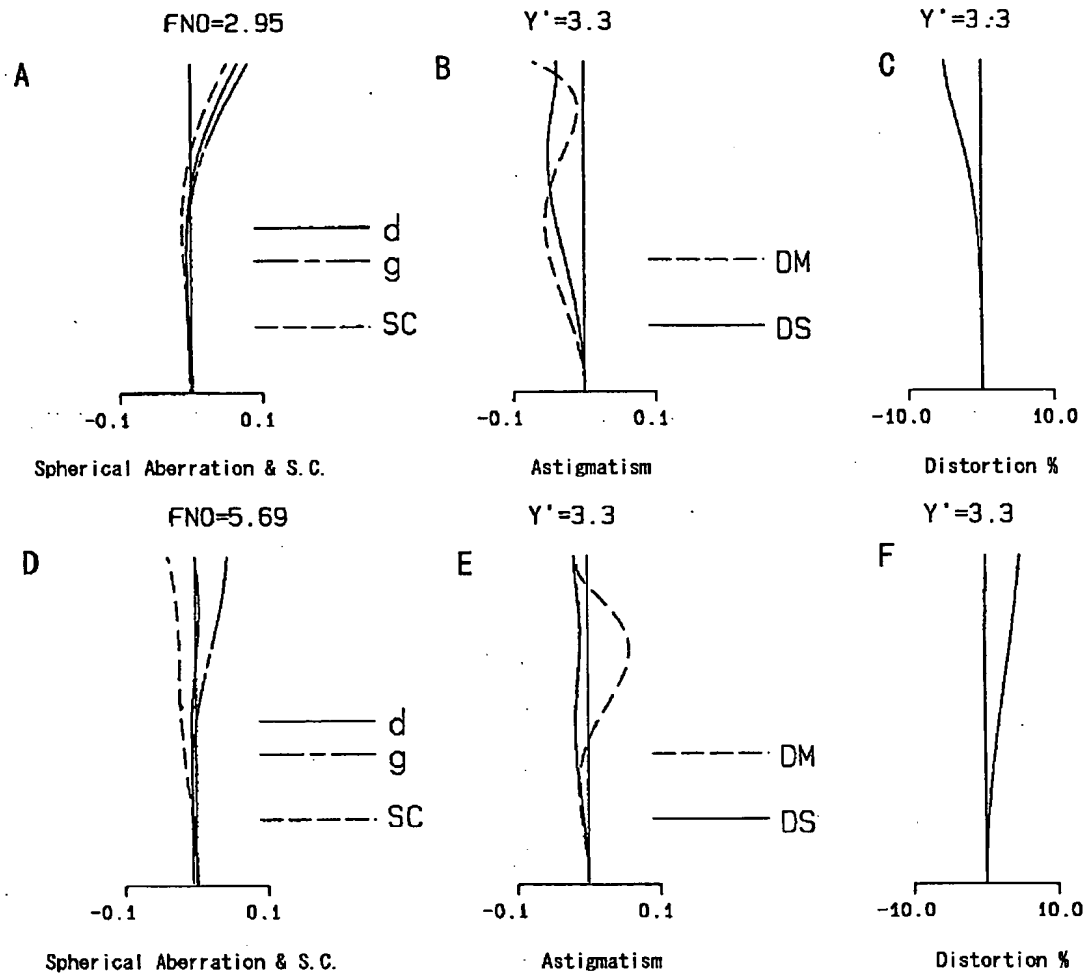 FNO=2.95
Y'=3.3
Y'=3.3
A
B
C
d
g
SC
DM
DS
-0.1
0.1
-0.1
0.1
-10.0
10.0
Spherical Aberration & S.C.
Astigmatism
Distortion %
FNO=5.69
Y'=3.3
Y'=3.3
D
E
F
d
g
SC
DM
DS
-0.1
0.1
-0.1
0.1
-10.0
10.0
Spherical Aberration & S.C.
Astigmatism
Distortion %